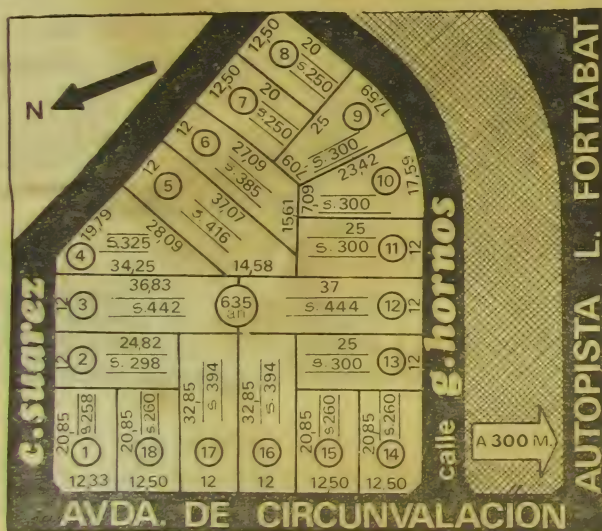 N
12,50
20
8
s.250
12,50
20
7
s.250
12
6
27,09
s.385
25
9
17,59
s.300
7,09
12
5
37,07
s.416
23,42
10
17,59
7,09
s.300
15,61
19,79
4
s.325
28,09
34,25
14,58
25
11
12
s.300
12
3
36,83
s.442
635
an
37
12
12
s.444
12
2
24,82
s.298
25
13
12
s.300
20,85
s.258
1
12,33
20,85
s.260
18
12,50
32,85
s.394
17
12
32,85
s.394
16
12
20,85
s.260
15
12,50
20,85
s.260
14
12,50
c.suarez
calle g.hornos
A 300 M.
AUTOPISTA L. FORTABAT
AVDA. DE CIRCUNVALACION